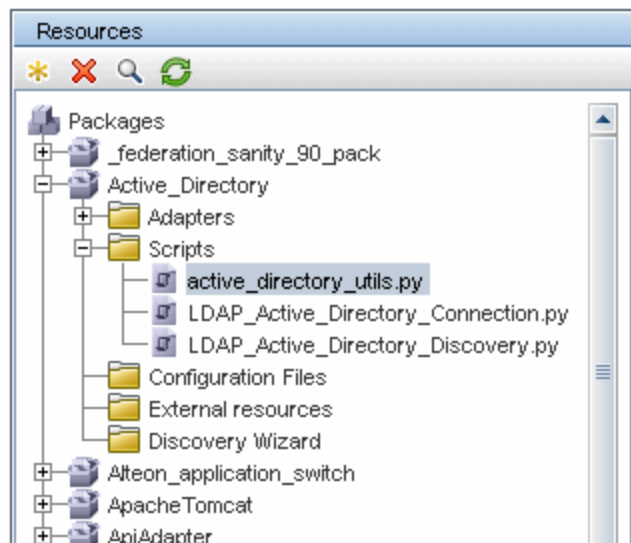 Resources
Packages
_federation_sanity_90_pack
Active_Directory
Adapters
Scripts
active_directory_utils.py
LDAP_Active_Directory_Connection.py
LDAP_Active_Directory_Discovery.py
Configuration Files
External resources
Discovery Wizard
Alteon_application_switch
ApacheTomcat
ApiAdapter